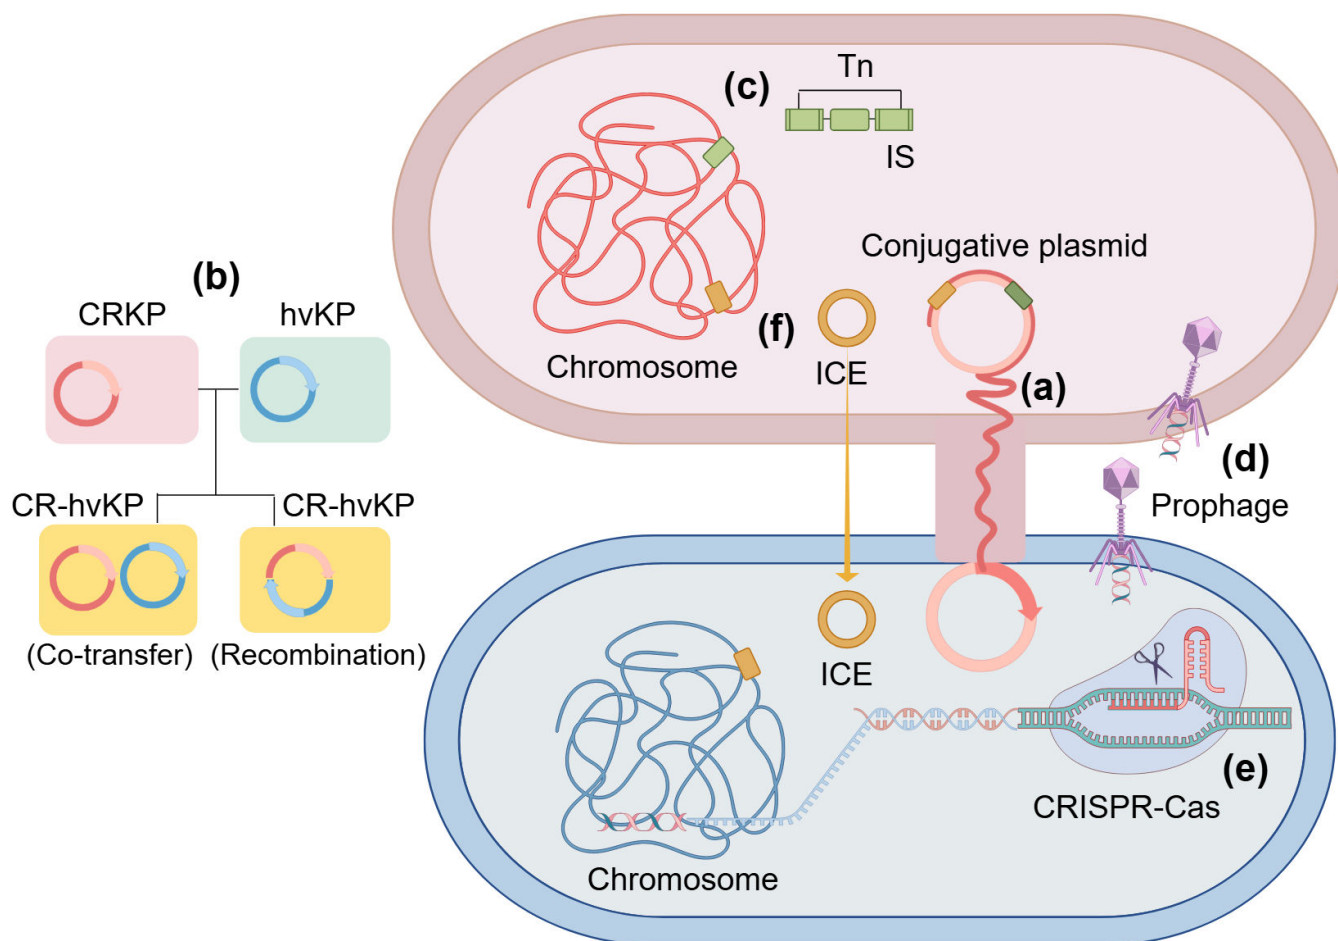 Tn
(c)
IS
Conjugative plasmid
(b)
CRKP
hvKP
(f)
Chromosome
ICE
(a)
(d)
Prophage
CR-hvKP
CR-hvKP
(Co-transfer)
(Recombination)
ICE
(e)
CRISPR-Cas
Chromosome